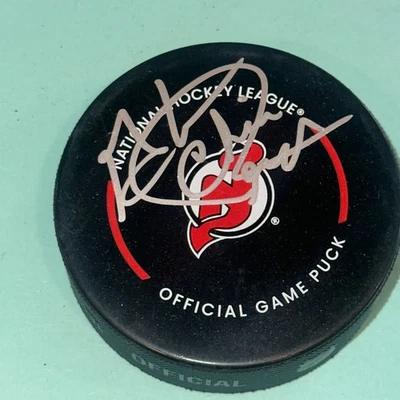 NATIONAL HOCKEY LEAGUE®
®
OFFICIAL GAME PUCK
OFFICIAL